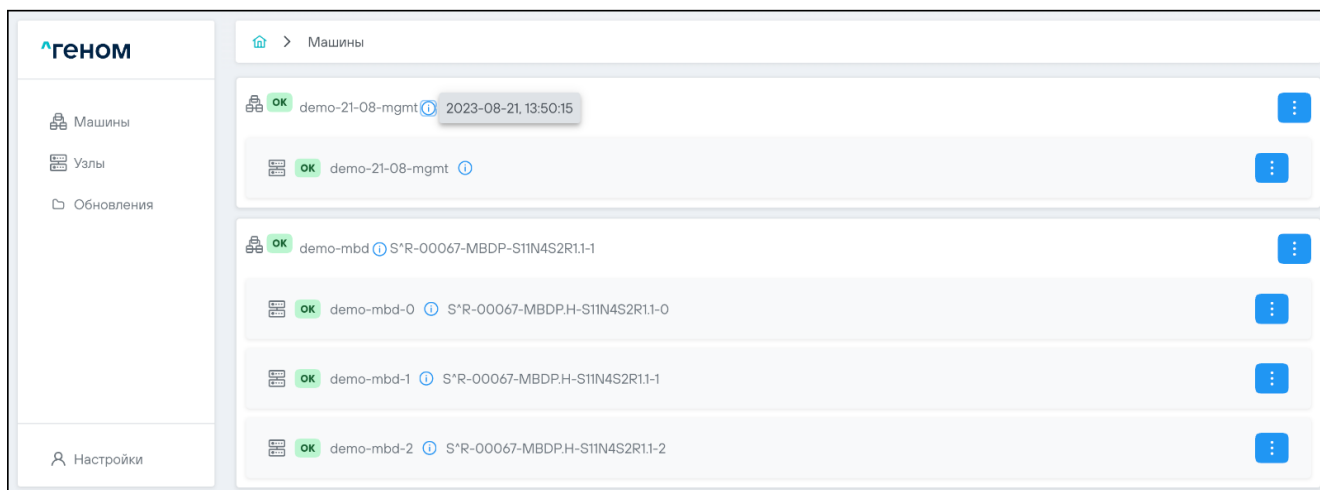 ^геном
Машины
Узлы
Обновления
Настройки
> Машины
OK demo-21-08-mgmt 2023-08-21, 13:50:15
OK demo-21-08-mgmt
OK demo-mbd S^R-00067-MBDP-S11N4S2R1.1-1
OK demo-mbd-0 S^R-00067-MBDP.H-S11N4S2R1.1-0
OK demo-mbd-1 S^R-00067-MBDP.H-S11N4S2R1.1-1
OK demo-mbd-2 S^R-00067-MBDP.H-S11N4S2R1.1-2